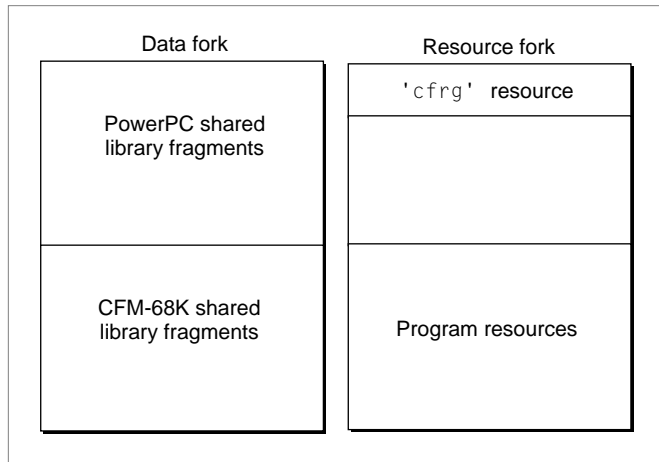 Data fork
PowerPC shared
library fragments
CFM-68K shared
library fragments
Resource fork
'cfrg' resource
Program resources